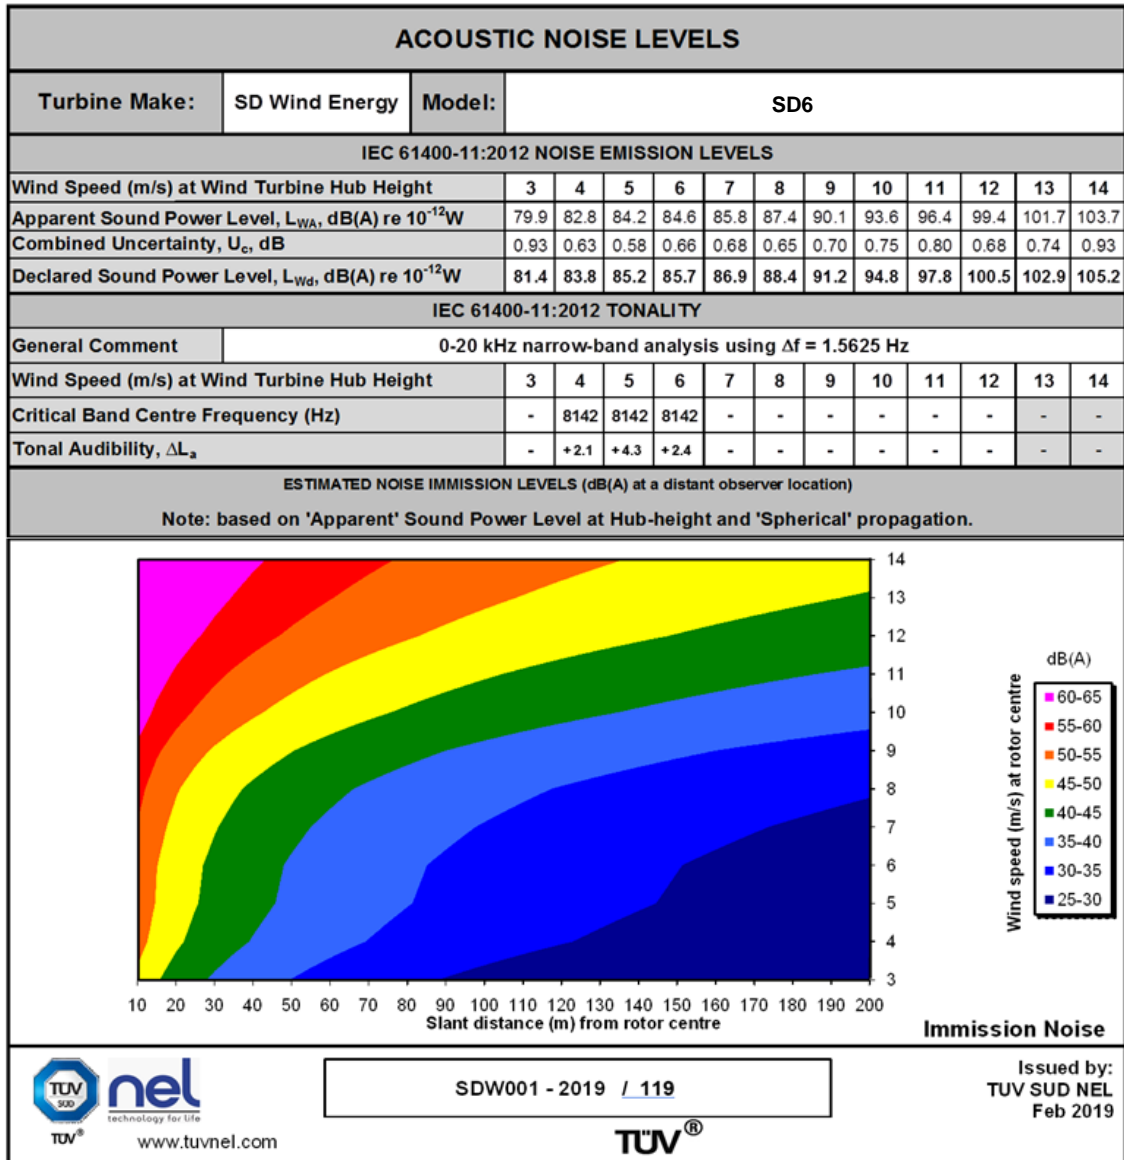 ACOUSTIC NOISE LEVELS
Turbine Make: SD Wind Energy Model: SD6
IEC 61400-11:2012 NOISE EMISSION LEVELS
Wind Speed (m/s) at Wind Turbine Hub Height 3 4 5 6 7 8 9 10 11 12 13 14
Apparent Sound Power Level, LWA, dB(A) re 10⁻¹²W 79.9 82.8 84.2 84.6 85.8 87.4 90.1 93.6 96.4 99.4 101.7 103.7
Combined Uncertainty, Uc, dB 0.93 0.63 0.58 0.66 0.68 0.65 0.70 0.75 0.80 0.68 0.74 0.93
Declared Sound Power Level, LWd, dB(A) re 10⁻¹²W 81.4 83.8 85.2 85.7 86.9 88.4 91.2 94.8 97.8 100.5 102.9 105.2
IEC 61400-11:2012 TONALITY
General Comment 0-20 kHz narrow-band analysis using Δf = 1.5625 Hz
Wind Speed (m/s) at Wind Turbine Hub Height 3 4 5 6 7 8 9 10 11 12 13 14
Critical Band Centre Frequency (Hz) - 8142 8142 8142 - - - - - - - -
Tonal Audibility, ΔLa - +2.1 +4.3 +2.4 - - - - - - - -
ESTIMATED NOISE IMMISSION LEVELS (dB(A) at a distant observer location)
Note: based on 'Apparent' Sound Power Level at Hub-height and 'Spherical' propagation.
14
13
12
11
10
9
8
7
6
5
4
3
Wind speed (m/s) at rotor centre
dB(A)
60-65
55-60
50-55
45-50
40-45
35-40
30-35
25-30
10 20 30 40 50 60 70 80 90 100 110 120 130 140 150 160 170 180 190 200
Slant distance (m) from rotor centre
Immission Noise
TÜV
SÜD
TÜV®
nel
technology for life
www.tuvnel.com
SDW001 - 2019 / 119
TÜV®
Issued by:
TUV SUD NEL
Feb 2019